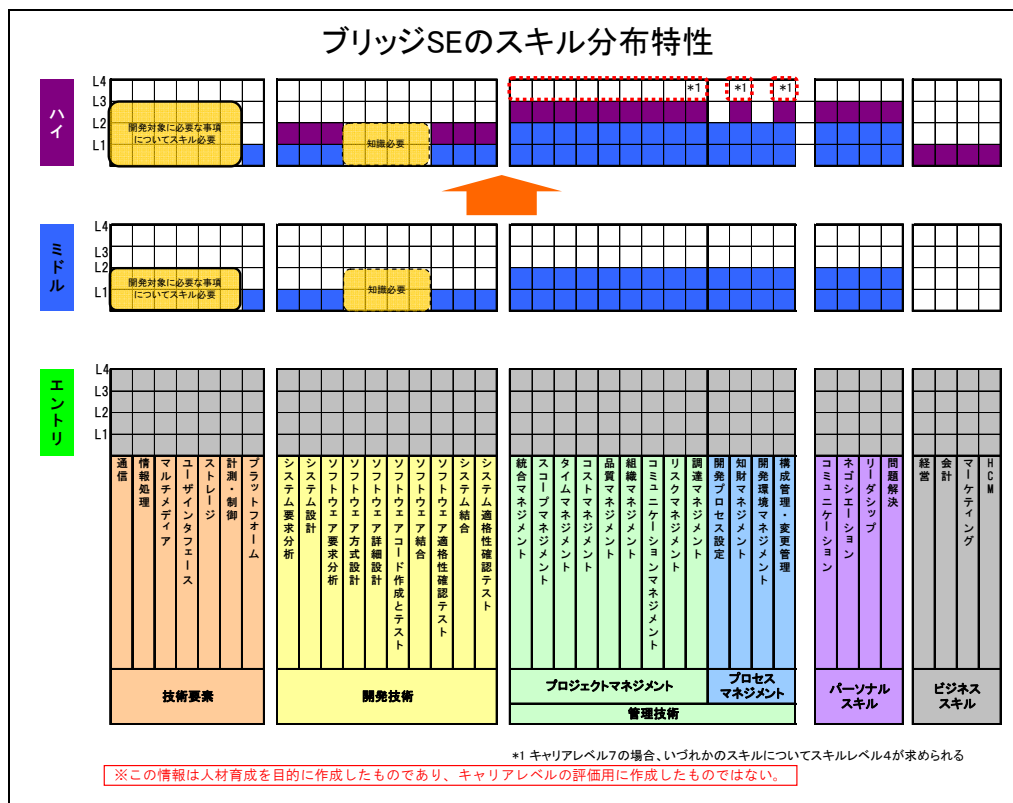 ブリッジSEのスキル分布特性
ハイ
L4
L3
L2
L1
開発対象に必要な事項
についてスキル必要
知識必要
*1
*1
*1
ミドル
L4
L3
L2
L1
開発対象に必要な事項
についてスキル必要
知識必要
エントリ
L4
L3
L2
L1
通信
情報処理
マルチメディア
ユーザインタフェース
ストレージ
計測・制御
プラットフォーム
システム要求分析
システム設計
ソフトウェア要求分析
ソフトウェア方式設計
ソフトウェア詳細設計
ソフトウェアコード作成とテスト
ソフトウェア結合
ソフトウェア適格性確認テスト
システム結合
システム適格性確認テスト
統合マネジメント
スコープマネジメント
タイムマネジメント
コストマネジメント
品質マネジメント
組織マネジメント
コミュニケーションマネジメント
リスクマネジメント
調達マネジメント
開発プロセス設定
知財マネジメント
開発環境マネジメント
構成管理・変更管理
コミュニケーション
ネゴシエーション
リーダシップ
問題解決
経営
会計
マーケティング
HCM
技術要素
開発技術
プロジェクトマネジメント
プロセス
マネジメント
管理技術
パーソナル
スキル
ビジネス
スキル
*1 キャリアレベル7の場合、いづれかのスキルについてスキルレベル4が求められる
※この情報は人材育成を目的に作成したものであり、キャリアレベルの評価用に作成したものではない。